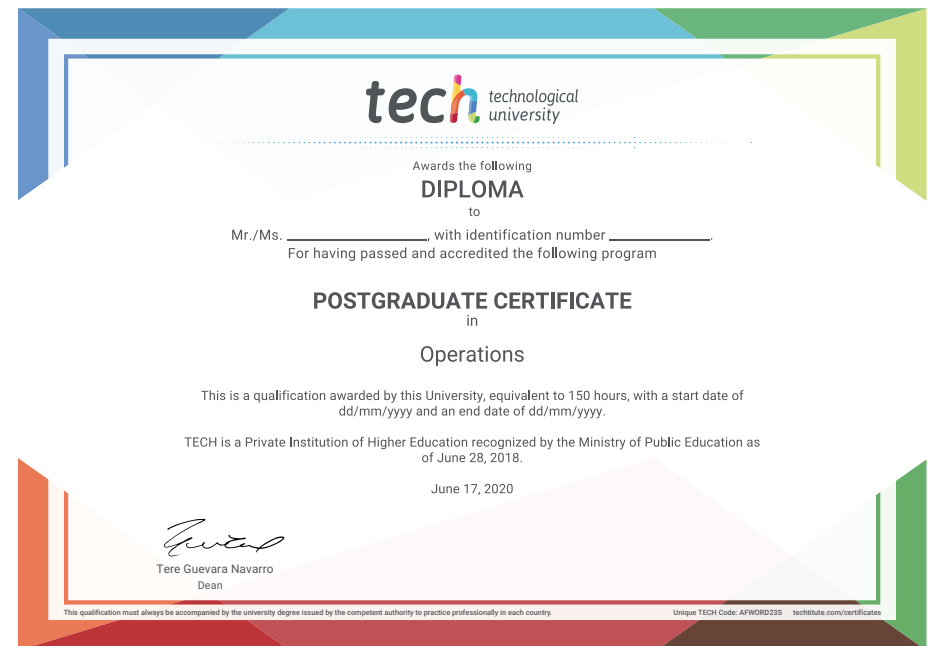 tech technological
university
Awards the following
DIPLOMA
to
Mr./Ms. ____________________, with identification number ______________.
For having passed and accredited the following program
POSTGRADUATE CERTIFICATE
in
Operations
This is a qualification awarded by this University, equivalent to 150 hours, with a start date of
dd/mm/yyyy and an end date of dd/mm/yyyy.
TECH is a Private Institution of Higher Education recognized by the Ministry of Public Education as
of June 28, 2018.
June 17, 2020
Tere Guevara Navarro
Dean
This qualification must always be accompanied by the university degree issued by the competent authority to practice professionally in each country. Unique TECH Code: AFWORD23S techtitute.com/certificates